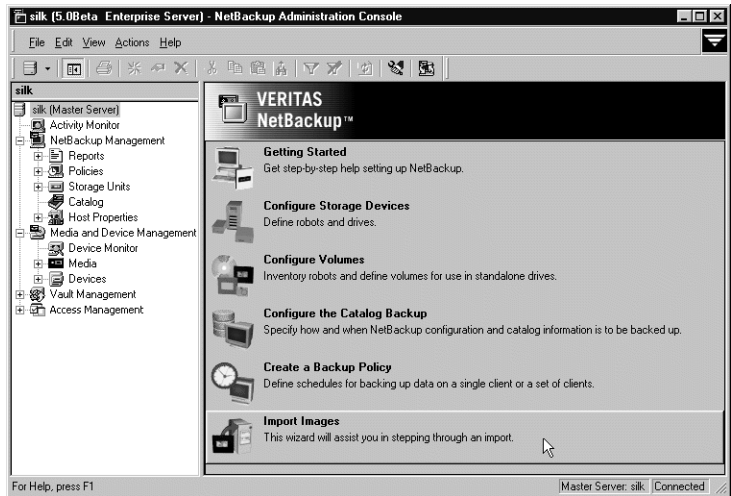 silk (5.0Beta Enterprise Server) - NetBackup Administration Console
File Edit View Actions Help
silk
silk (Master Server)
Activity Monitor
NetBackup Management
Reports
Policies
Storage Units
Catalog
Host Properties
Media and Device Management
Device Monitor
Media
Devices
Vault Management
Access Management
VERITAS
NetBackup™
Getting Started
Get step-by-step help setting up NetBackup.
Configure Storage Devices
Define robots and drives.
Configure Volumes
Inventory robots and define volumes for use in standalone drives.
Configure the Catalog Backup
Specify how and when NetBackup configuration and catalog information is to be backed up.
Create a Backup Policy
Define schedules for backing up data on a single client or a set of clients.
Import Images
This wizard will assist you in stepping through an import.
For Help, press F1
Master Server: silk Connected